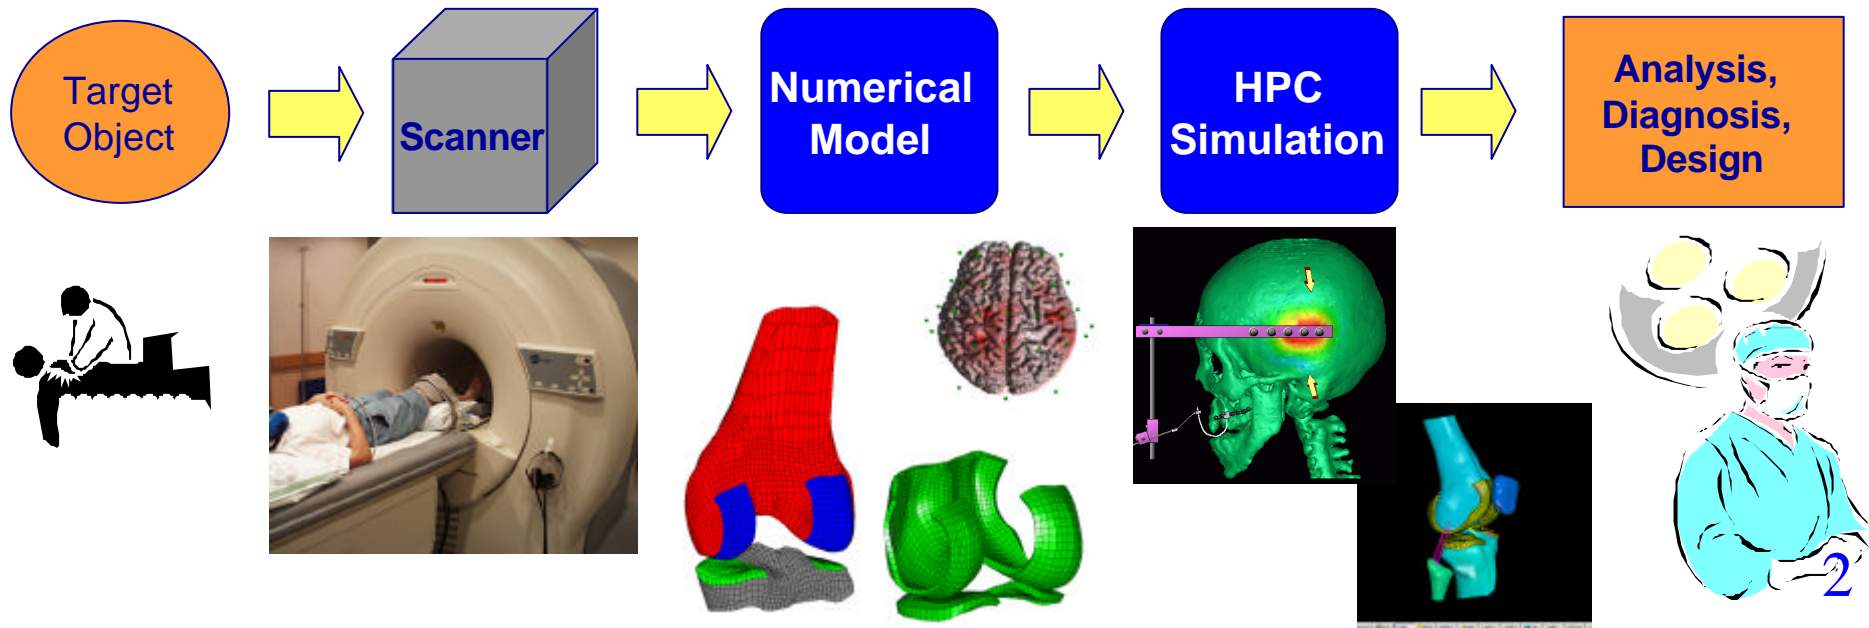 Target
Object
Scanner
Numerical
Model
HPC
Simulation
Analysis,
Diagnosis,
Design
2